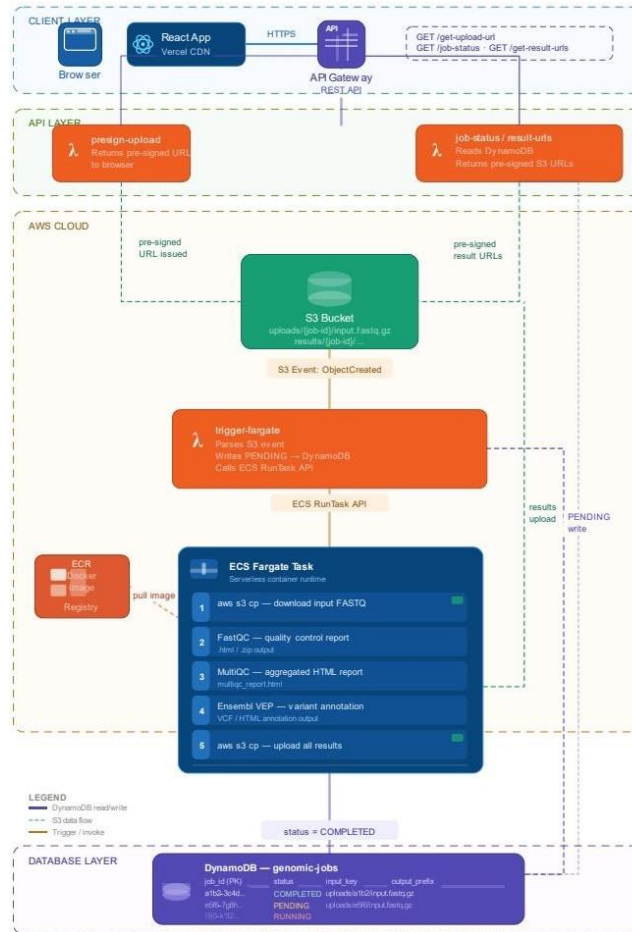 CLIENT LAYER
Browser
React App
Vercel CDN
HTTPS
API
API Gateway
REST API
GET /get-upload-url
GET /job-status · GET /get-result-urls
API LAYER
λ
presign-upload
Returns pre-signed URL
to browser
λ
job-status / result-urls
Reads DynamoDB
Returns pre-signed S3 URLs
AWS CLOUD
pre-signed
URL issued
pre-signed
result URLs
S3 Bucket
uploads/{job-id}/input.fastq.gz
results/{job-id}/...
S3 Event: ObjectCreated
λ
trigger-fargate
Parses S3 event
Writes PENDING — DynamoDB
Calls ECS RunTask API
ECS RunTask API
results
upload
PENDING
write
ECR
Docker
image
Registry
pull image
ECS Fargate Task
Serverless container runtime
1
aws s3 cp — download input FASTQ
2
FastQC — quality control report
.html / .zip output
3
MultiQC — aggregated HTML report
multiqc_report.html
4
Ensembl VEP — variant annotation
VCF / HTML annotation output
5
aws s3 cp — upload all results
LEGEND
DynamoDB read/write
S3 data flow
Trigger / invoke
status = COMPLETED
DATABASE LAYER
DynamoDB — genomic-jobs
job_id (PK) status input_key output_prefix
a1b2-3c4d... COMPLETED uploads/a1b2/input.fastq.gz
e5f6-7g8h... PENDING uploads/e5f6/input.fastq.gz
RUNNING